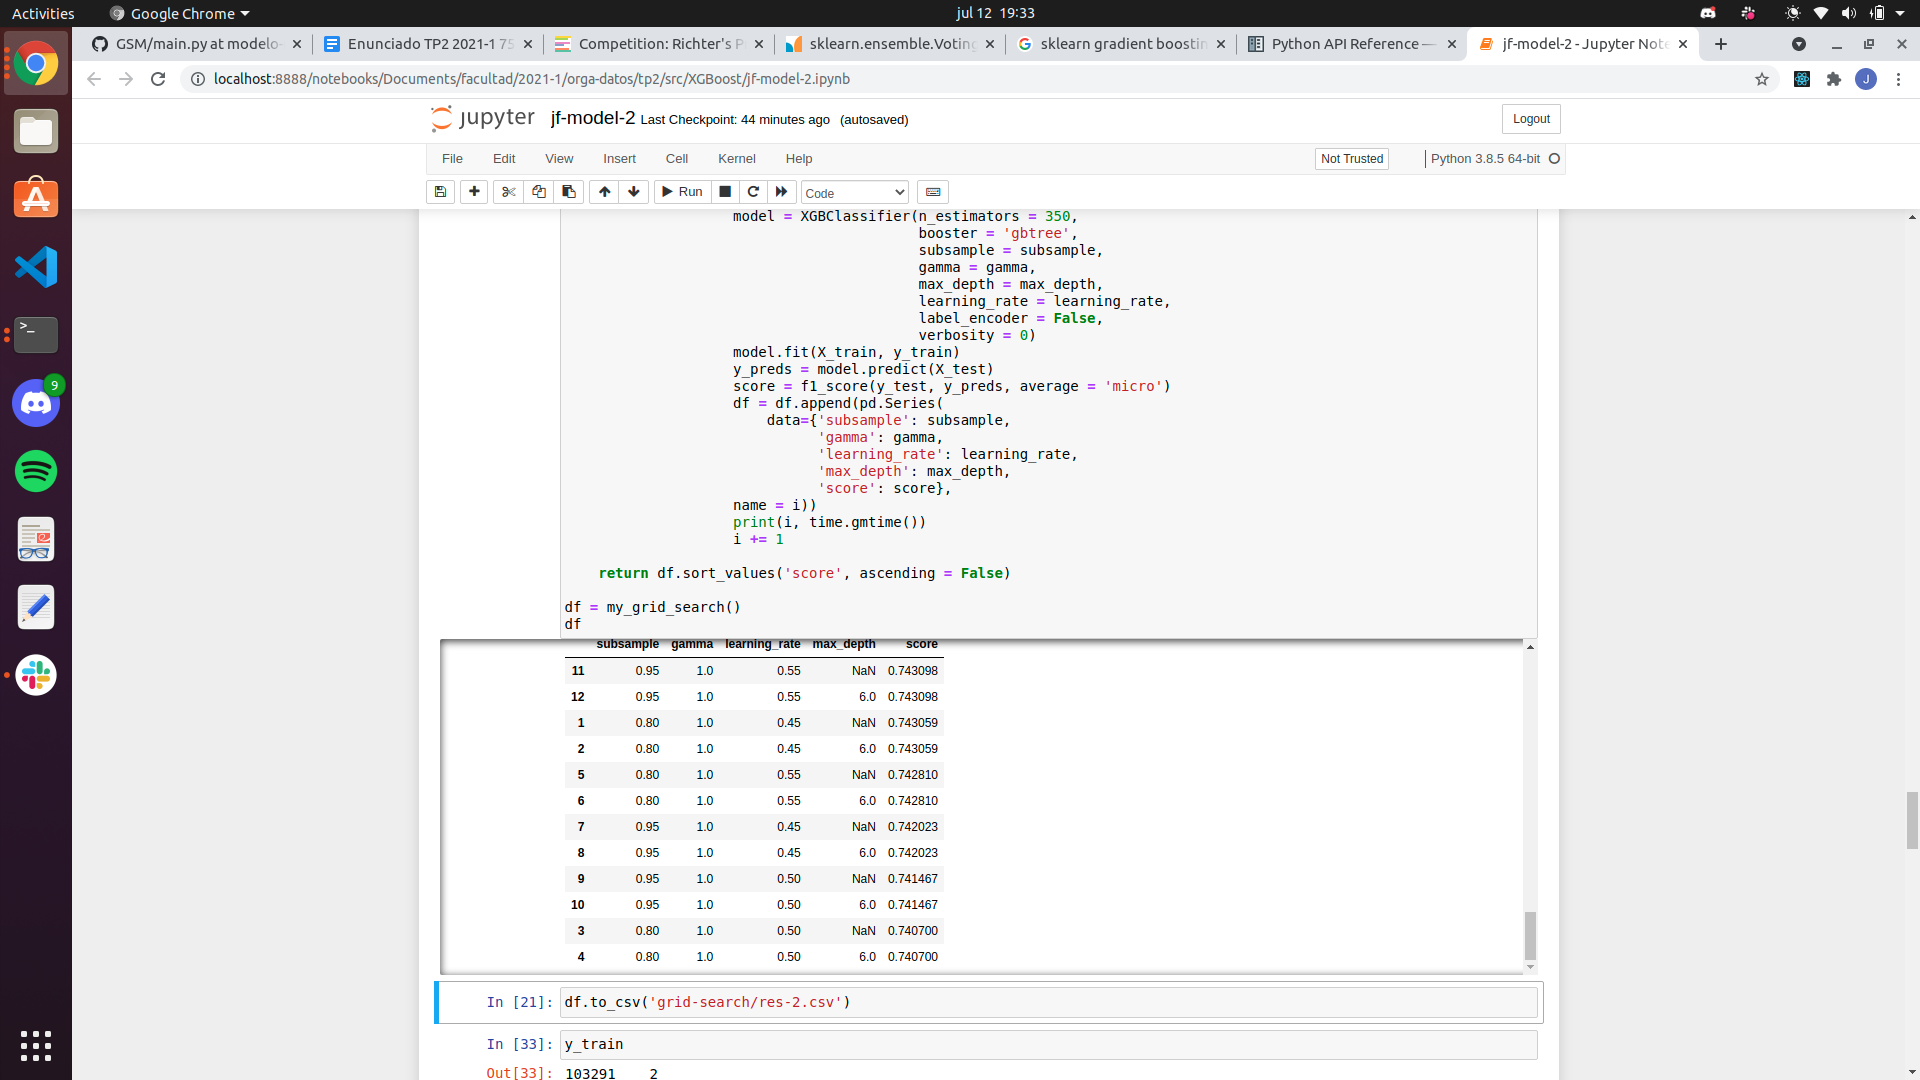 Activities
Google Chrome
jul 12 19:33
GSM/main.py at modelo-
Enunciado TP2 2021-1 75
Competition: Richter's P
sklearn.ensemble.Voting
sklearn gradient boosting
Python API Reference —
jf-model-2 - Jupyter Note
localhost:8888/notebooks/Documents/facultad/2021-1/orga-datos/tp2/src/XGBoost/jf-model-2.ipynb
J
jupyter jf-model-2 Last Checkpoint: 44 minutes ago (autosaved)
Logout
File Edit View Insert Cell Kernel Help
Not Trusted
Python 3.8.5 64-bit
Run
Code
9
model = XGBClassifier(n_estimators = 350,
booster = 'gbtree',
subsample = subsample,
gamma = gamma,
max_depth = max_depth,
learning_rate = learning_rate,
label_encoder = False,
verbosity = 0)
model.fit(X_train, y_train)
y_preds = model.predict(X_test)
score = f1_score(y_test, y_preds, average = 'micro')
df = df.append(pd.Series(
data={'subsample': subsample,
'gamma': gamma,
'learning_rate': learning_rate,
'max_depth': max_depth,
'score': score},
name = i))
print(i, time.gmtime())
i += 1
return df.sort_values('score', ascending = False)
df = my_grid_search()
df
subsample gamma learning_rate max_depth score
11 0.95 1.0 0.55 NaN 0.743098
12 0.95 1.0 0.55 6.0 0.743098
1 0.80 1.0 0.45 NaN 0.743059
2 0.80 1.0 0.45 6.0 0.743059
5 0.80 1.0 0.55 NaN 0.742810
6 0.80 1.0 0.55 6.0 0.742810
7 0.95 1.0 0.45 NaN 0.742023
8 0.95 1.0 0.45 6.0 0.742023
9 0.95 1.0 0.50 NaN 0.741467
10 0.95 1.0 0.50 6.0 0.741467
3 0.80 1.0 0.50 NaN 0.740700
4 0.80 1.0 0.50 6.0 0.740700
In [21]: df.to_csv('grid-search/res-2.csv')
In [33]: y_train
Out[33]: 103291 2